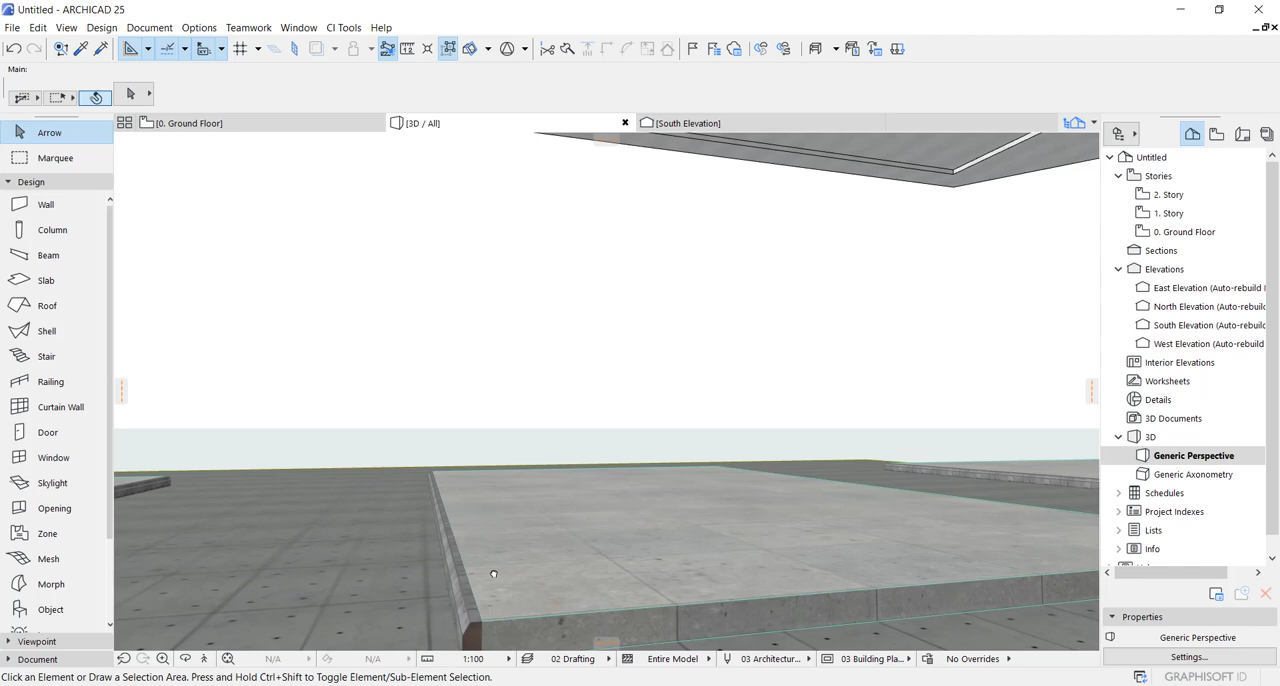 Untitled - ARCHICAD 25
File Edit View Design Document Options Teamwork Window CI Tools Help
Main:
[0. Ground Floor]
[3D / All]
[South Elevation]
Arrow
Marquee
Design
Wall
Column
Beam
Slab
Roof
Shell
Stair
Railing
Curtain Wall
Door
Window
Skylight
Opening
Zone
Mesh
Morph
Object
Viewpoint
Document
Untitled
Stories
2. Story
1. Story
0. Ground Floor
Sections
Elevations
East Elevation (Auto-rebuild
North Elevation (Auto-rebuild
South Elevation (Auto-rebuild
West Elevation (Auto-rebuild
Interior Elevations
Worksheets
Details
3D Documents
3D
Generic Perspective
Generic Axonometry
Schedules
Project Indexes
Lists
Info
Properties
Generic Perspective
Settings...
N/A
N/A
1:100
02 Drafting
Entire Model
03 Architectur...
03 Building Pla...
No Overrides
Click an Element or Draw a Selection Area. Press and Hold Ctrl+Shift to Toggle Element/Sub-Element Selection.
GRAPHISOFT ID